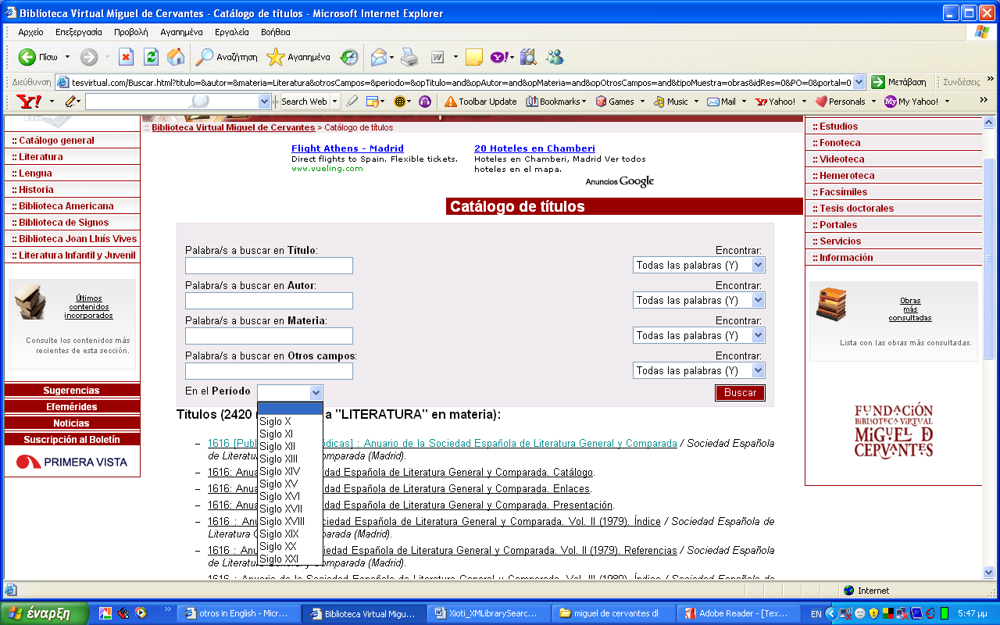 Biblioteca Virtual Miguel de Cervantes - Catálogo de títulos - Microsoft Internet Explorer
Αρχείο Επεξεργασία Προβολή Αγαπημένα Εργαλεία Βοήθεια
Πίσω Αναζήτηση Αγαπημένα
Διεύθυνση tesvirtual.com/Buscar.html?titulo=&autor=&materia=Literatura&otrosCampos=&periodo=&opTitulo=and&opAutor=and&opMateria=and&opOtrosCampos=and&tipoMuestra=obras&idRes=0&PO=0&portal=0 Μετάβαση Συνδέσεις »
Y! Search Web Toolbar Update Bookmarks Games Music Mail Yahoo! Personals My Yahoo! »
:: Biblioteca Virtual Miguel de Cervantes > Catálogo de títulos
:: Catálogo general
:: Literatura
:: Lengua
:: Historia
:: Biblioteca Americana
:: Biblioteca de Signos
:: Biblioteca Joan Lluís Vives
:: Literatura Infantil y Juvenil
Últimos
contenidos
incorporados
Consulte los contenidos más
recientes de esta sección.
Sugerencias
Efemérides
Noticias
Suscripción al Boletín
PRIMERA VISTA
Flight Athens - Madrid
Direct flights to Spain. Flexible tickets.
www.vueling.com
20 Hoteles en Chamberi
Hoteles en Chamberi, Madrid Ver todos
hoteles en el mapa.
Anuncios Google
Catálogo de títulos
Palabra/s a buscar en Título: Encontrar:
Todas las palabras (Y)
Palabra/s a buscar en Autor: Encontrar:
Todas las palabras (Y)
Palabra/s a buscar en Materia: Encontrar:
Todas las palabras (Y)
Palabra/s a buscar en Otros campos: Encontrar:
Todas las palabras (Y)
En el Período Buscar
Siglo X
Siglo XI
Siglo XII
Siglo XIII
Siglo XIV
Siglo XV
Siglo XVI
Siglo XVII
Siglo XVIII
Siglo XIX
Siglo XX
Siglo XXI
Títulos (2420 a "LITERATURA" en materia):
– 1616 [Publ ódicas] : Anuario de la Sociedad Española de Literatura General y Comparada / Sociedad Española
de Literatu mparada (Madrid).
– 1616: Anua edad Española de Literatura General y Comparada. Catálogo.
– 1616: Anua edad Española de Literatura General y Comparada. Enlaces.
– 1616: Anua edad Española de Literatura General y Comparada. Presentación.
– 1616 : Anu ciedad Española de Literatura General y Comparada. Vol. II (1979). Índice / Sociedad Española de
Literatura G arada (Madrid).
– 1616 : Anu edad Española de Literatura General y Comparada. Vol. II (1979). Referencias / Sociedad Española
de Literatu mparada (Madrid).
– 1616 : Anuario de la Sociedad Española de Literatura General y Comparada. Vol. III (1980). Índice / Sociedad Española de
:: Estudios
:: Fonoteca
:: Videoteca
:: Hemeroteca
:: Facsímiles
:: Tesis doctorales
:: Portales
:: Servicios
:: Información
Obras
más
consultadas
Lista con las obras más consultadas.
FUNDACIÓN
BIBLIOTECA VIRTUAL
MIGUEL D
CERVANTES
Internet
έναρξη » otros in English - Micr... Biblioteca Virtual Migu... Xioti_XMLibrarySearc... miguel de cervantes dl Adobe Reader - [Tex... EN 5:47 μμ